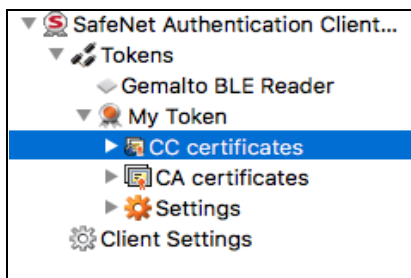 SafeNet Authentication Client...
Tokens
Gemalto BLE Reader
My Token
CC certificates
CA certificates
Settings
Client Settings